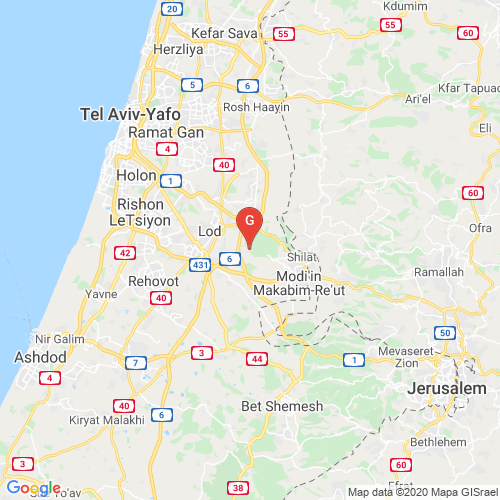 Kdumim
55
20
Kefar Sava
55
60
Herzliya
5
6
Kfar Tapuach
Rosh Haayin
Ari'el
Tel Aviv-Yafo
Eli
Ramat Gan
4
40
Holon
1
60
Rishon
LeTsiyon
G
Lod
Ofra
42
431
6
Shilat
Ramallah
Rehovot
Modi'in
Makabim-Re'ut
Yavne
40
50
Nir Galim
Ashdod
3
44
1
Mevaseret
Zion
7
4
Jerusalem
40
6
Bet Shemesh
Kiryat Malakhi
Bethlehem
3
60
38
Google
Map data ©2020 Mapa GISrael